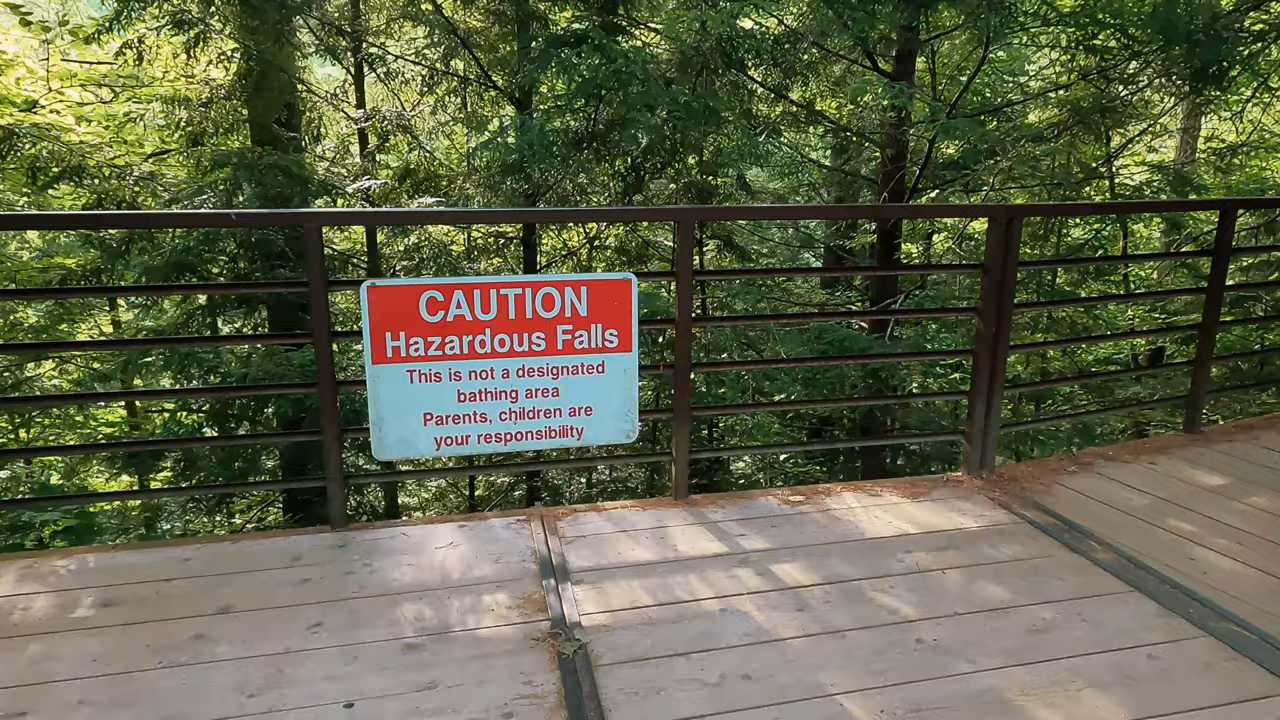 CAUTION
Hazardous Falls
This is not a designated
bathing area
Parents, children are
your responsibility